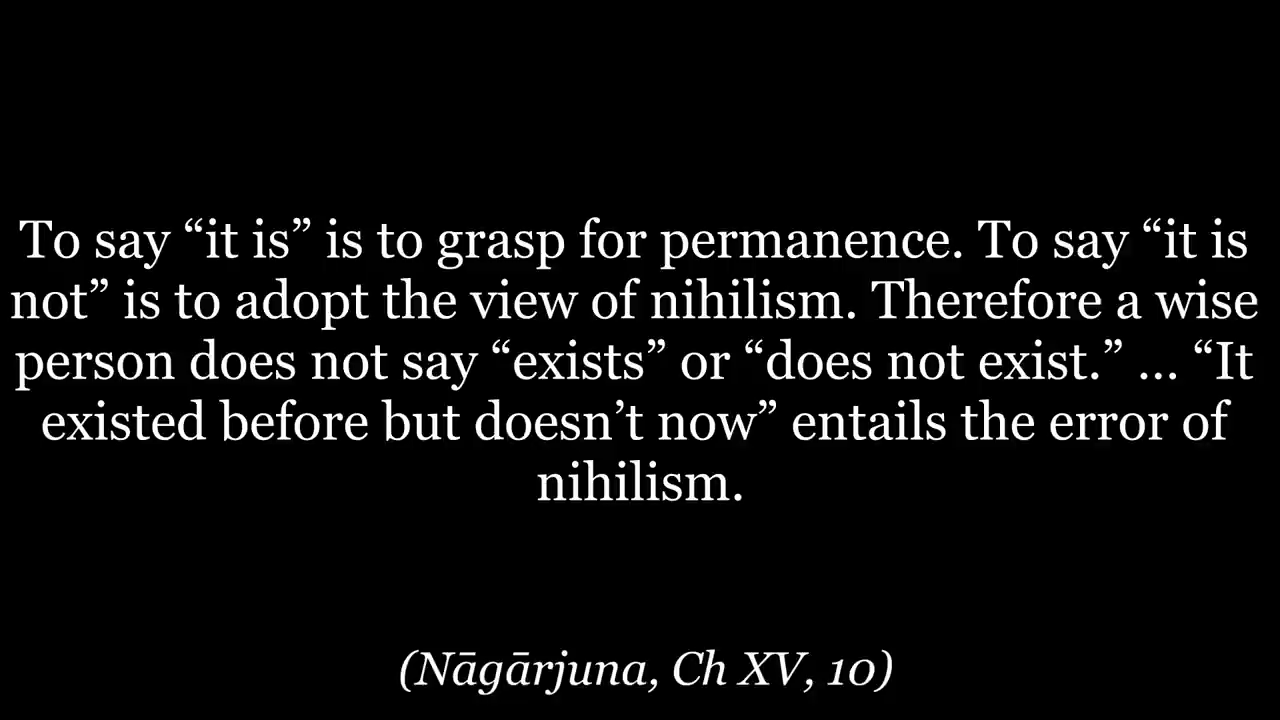 To say “it is” is to grasp for permanence. To say “it is
not” is to adopt the view of nihilism. Therefore a wise
person does not say “exists” or “does not exist.” ... “It
existed before but doesn’t now” entails the error of
nihilism.
(Nāgārjuna, Ch XV, 10)